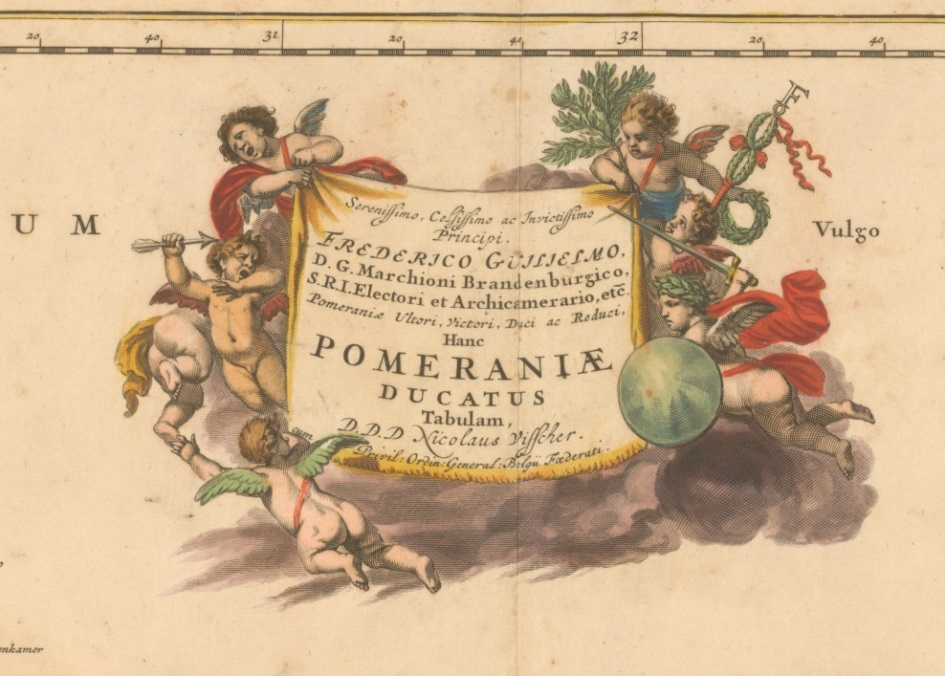 20 40 31 20 40 32 20 40
F
U M
Vulgo
Serenissimo, Celsissimo ac Invictissimo
Principi,
FREDERICO GUILIELMO,
D. G. Marchioni Brandenburgico,
S.R.I. Electori et Archicamerario, etc.
Pomeraniæ Ultori, Victori, Duci ac Reduci,
Hanc
POMERANIÆ
DUCATUS
Tabulam,
D.D.D Nicolaus Visscher.
cum Privil: Ordin: General: Belgii Fœderati
enkamer